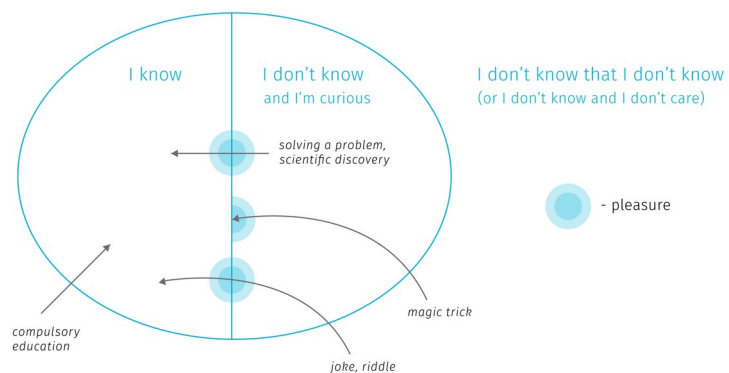 I know
I don't know
and I'm curious
I don't know that I don't know
(or I don't know and I don't care)
solving a problem,
scientific discovery
- pleasure
magic trick
compulsory
education
joke, riddle